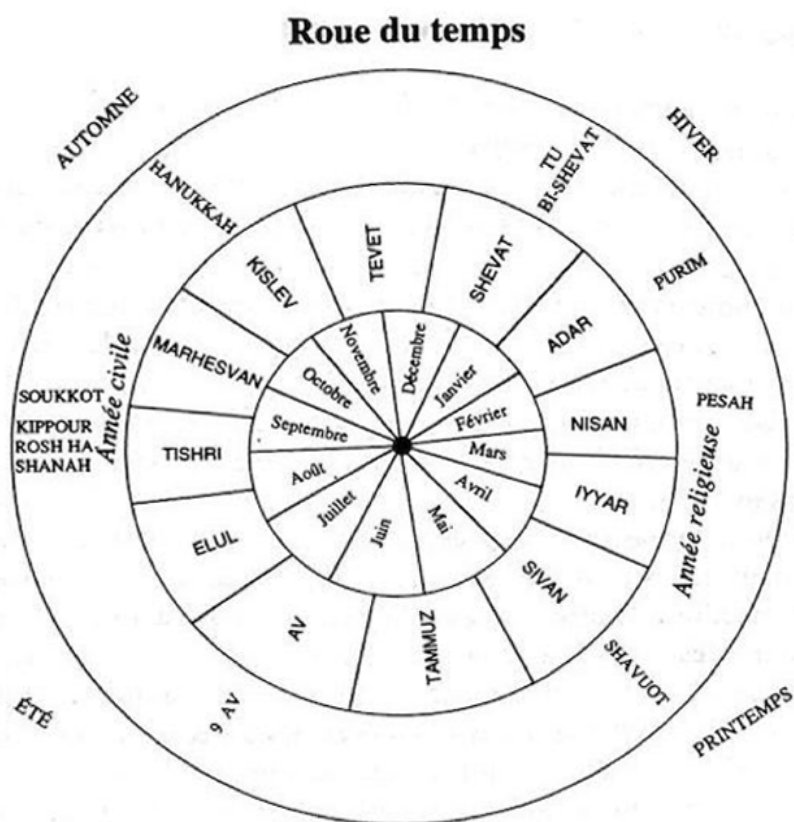 Roue du temps
AUTOMNE
HIVER
PRINTEMPS
ÉTÉ
HANUKKAH
TU
BI-SHEVAT
PURIM
PESAH
SHAVUOT
9 AV
SOUKKOT
KIPPOUR
ROSH HA-
SHANAH
Année civile
Année religieuse
TEVET
SHEVAT
ADAR
NISAN
IYYAR
SIVAN
TAMMUZ
AV
ELUL
TISHRI
MARHESVAN
KISLEV
Décembre
Janvier
Février
Mars
Avril
Mai
Juin
Juillet
Août
Septembre
Octobre
Novembre